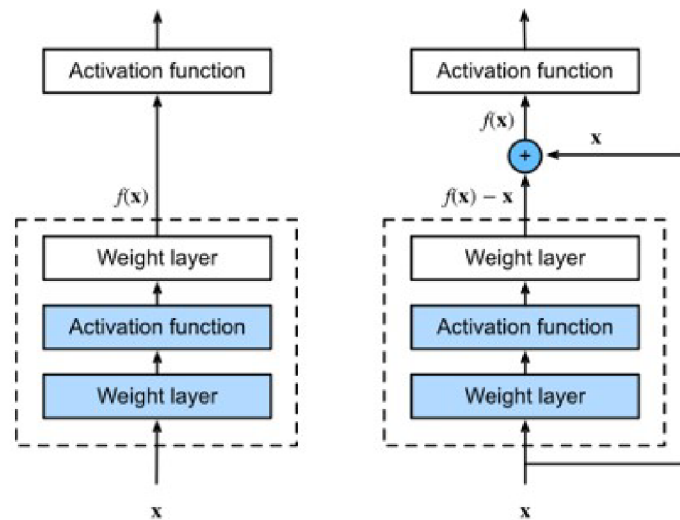 Activation function
f(x)
Weight layer
Activation function
Weight layer
x
Activation function
f(x)
+
x
f(x) − x
Weight layer
Activation function
Weight layer
x